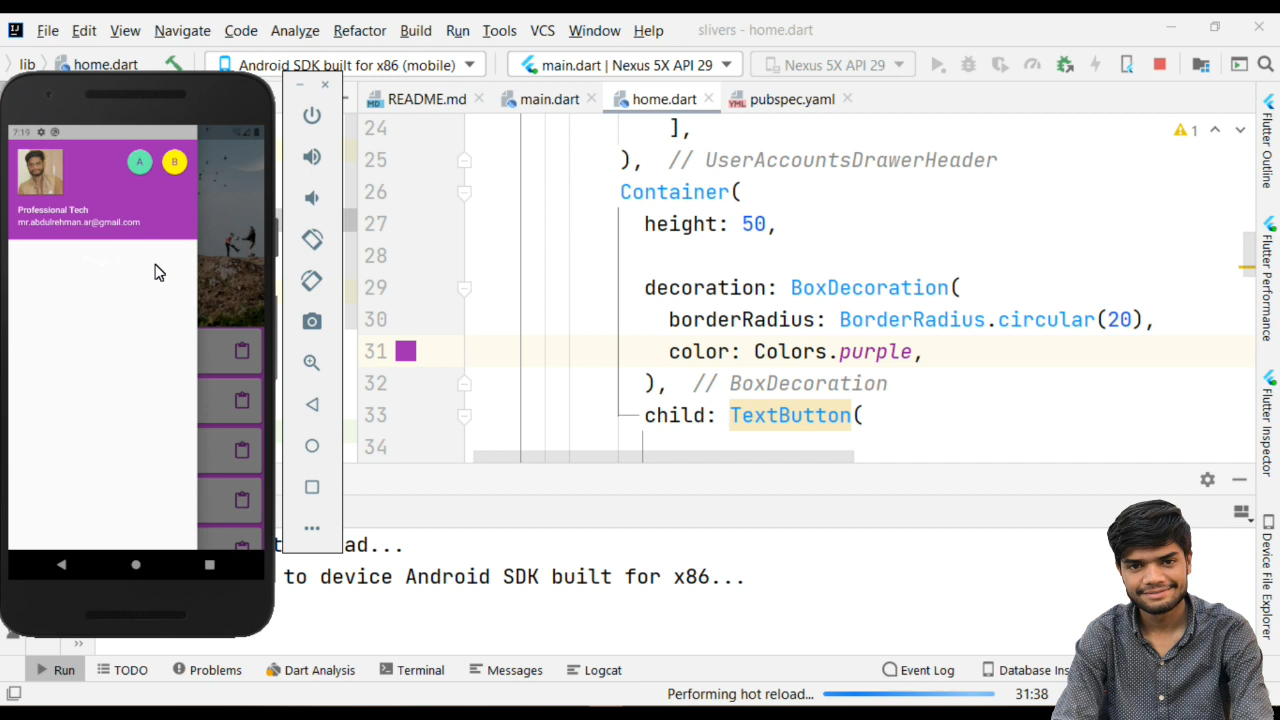 File Edit View Navigate Code Analyze Refactor Build Run Tools VCS Window Help slivers - home.dart
lib home.dart Android SDK built for x86 (mobile) main.dart | Nexus 5X API 29 Nexus 5X API 29
README.md main.dart home.dart pubspec.yaml
24 ],
25 ), // UserAccountsDrawerHeader
26 Container(
27 height: 50,
28
29 decoration: BoxDecoration(
30 borderRadius: BorderRadius.circular(20),
31 color: Colors.purple,
32 ), // BoxDecoration
33 child: TextButton(
34
1
7:19
A B
Professional Tech
mr.abdulrehman.ar@gmail.com
Flutter Outline
Flutter Performance
Flutter Inspector
Device File Explorer
ad...
to device Android SDK built for x86...
Run TODO Problems Dart Analysis Terminal Messages Logcat Event Log Database Ins
Performing hot reload... 31:38